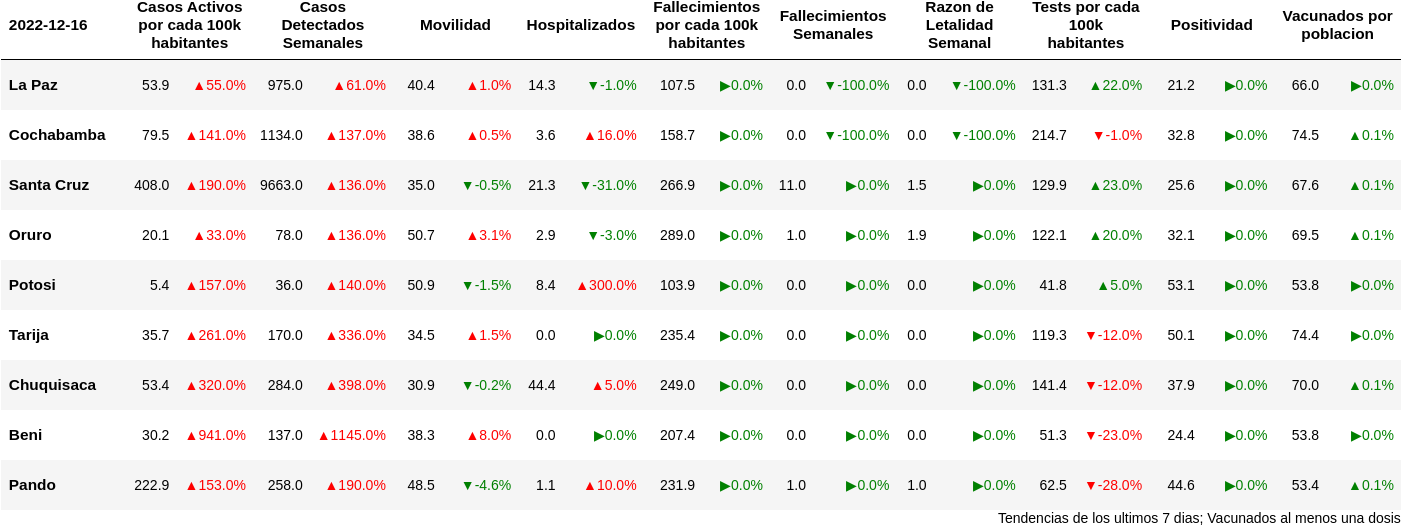 2022-12-16 Casos Activos por cada 100k habitantes Casos Detectados Semanales Movilidad Hospitalizados Fallecimientos por cada 100k habitantes Fallecimientos Semanales Razon de Letalidad Semanal Tests por cada 100k habitantes Positividad Vacunados por poblacion
La Paz 53.9 ▲55.0% 975.0 ▲61.0% 40.4 ▲1.0% 14.3 ▼-1.0% 107.5 ▶0.0% 0.0 ▼-100.0% 0.0 ▼-100.0% 131.3 ▲22.0% 21.2 ▶0.0% 66.0 ▶0.0%
Cochabamba 79.5 ▲141.0% 1134.0 ▲137.0% 38.6 ▲0.5% 3.6 ▲16.0% 158.7 ▶0.0% 0.0 ▼-100.0% 0.0 ▼-100.0% 214.7 ▼-1.0% 32.8 ▶0.0% 74.5 ▲0.1%
Santa Cruz 408.0 ▲190.0% 9663.0 ▲136.0% 35.0 ▼-0.5% 21.3 ▼-31.0% 266.9 ▶0.0% 11.0 ▶0.0% 1.5 ▶0.0% 129.9 ▲23.0% 25.6 ▶0.0% 67.6 ▲0.1%
Oruro 20.1 ▲33.0% 78.0 ▲136.0% 50.7 ▲3.1% 2.9 ▼-3.0% 289.0 ▶0.0% 1.0 ▶0.0% 1.9 ▶0.0% 122.1 ▲20.0% 32.1 ▶0.0% 69.5 ▲0.1%
Potosi 5.4 ▲157.0% 36.0 ▲140.0% 50.9 ▼-1.5% 8.4 ▲300.0% 103.9 ▶0.0% 0.0 ▶0.0% 0.0 ▶0.0% 41.8 ▲5.0% 53.1 ▶0.0% 53.8 ▶0.0%
Tarija 35.7 ▲261.0% 170.0 ▲336.0% 34.5 ▲1.5% 0.0 ▶0.0% 235.4 ▶0.0% 0.0 ▶0.0% 0.0 ▶0.0% 119.3 ▼-12.0% 50.1 ▶0.0% 74.4 ▶0.0%
Chuquisaca 53.4 ▲320.0% 284.0 ▲398.0% 30.9 ▼-0.2% 44.4 ▲5.0% 249.0 ▶0.0% 0.0 ▶0.0% 0.0 ▶0.0% 141.4 ▼-12.0% 37.9 ▶0.0% 70.0 ▲0.1%
Beni 30.2 ▲941.0% 137.0 ▲1145.0% 38.3 ▲8.0% 0.0 ▶0.0% 207.4 ▶0.0% 0.0 ▶0.0% 0.0 ▶0.0% 51.3 ▼-23.0% 24.4 ▶0.0% 53.8 ▶0.0%
Pando 222.9 ▲153.0% 258.0 ▲190.0% 48.5 ▼-4.6% 1.1 ▲10.0% 231.9 ▶0.0% 1.0 ▶0.0% 1.0 ▶0.0% 62.5 ▼-28.0% 44.6 ▶0.0% 53.4 ▲0.1%
Tendencias de los ultimos 7 dias; Vacunados al menos una dosis